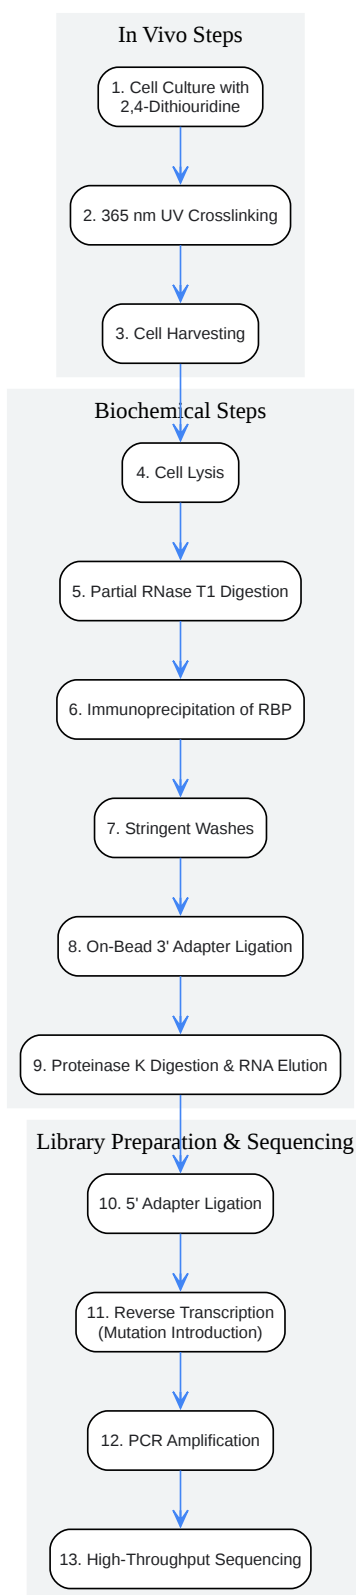 In Vivo Steps
1. Cell Culture with
2,4-Dithiouridine
2. 365 nm UV Crosslinking
3. Cell Harvesting
Biochemical Steps
4. Cell Lysis
5. Partial RNase T1 Digestion
6. Immunoprecipitation of RBP
7. Stringent Washes
8. On-Bead 3' Adapter Ligation
9. Proteinase K Digestion & RNA Elution
Library Preparation & Sequencing
10. 5' Adapter Ligation
11. Reverse Transcription
(Mutation Introduction)
12. PCR Amplification
13. High-Throughput Sequencing